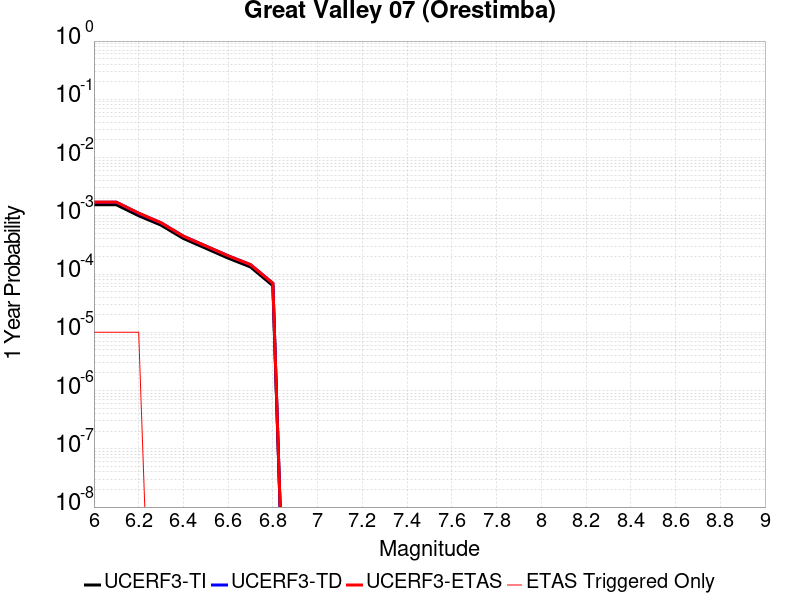 Great Valley 07 (Orestimba)
10^0
10^-1
10^-2
10^-3
10^-4
10^-5
10^-6
10^-7
10^-8
1 Year Probability
6 6.2 6.4 6.6 6.8 7 7.2 7.4 7.6 7.8 8 8.2 8.4 8.6 8.8 9
Magnitude
UCERF3-TI UCERF3-TD UCERF3-ETAS ETAS Triggered Only